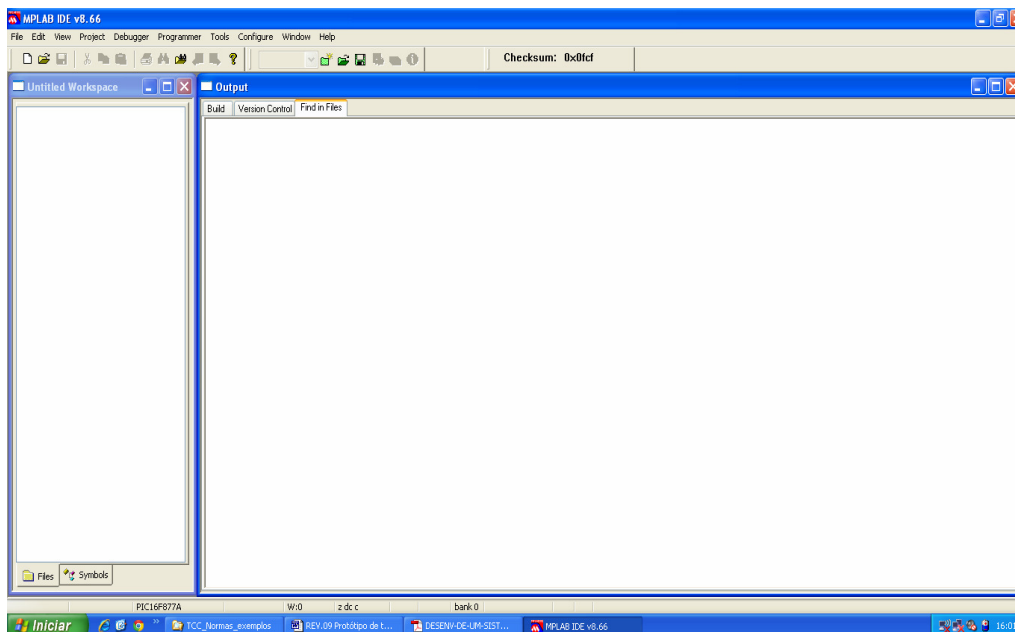 MPLAB IDE v8.66
File Edit View Project Debugger Programmer Tools Configure Window Help
Checksum: 0x0fcf
Untitled Workspace
Output
Build Version Control Find in Files
Files Symbols
PIC16F877A W:0 z dc c bank 0
Iniciar TCC_Normas_exemplos REV.09 Protótipo de t... DESENV-DE-UM-SIST... MPLAB IDE v8.66 16:01